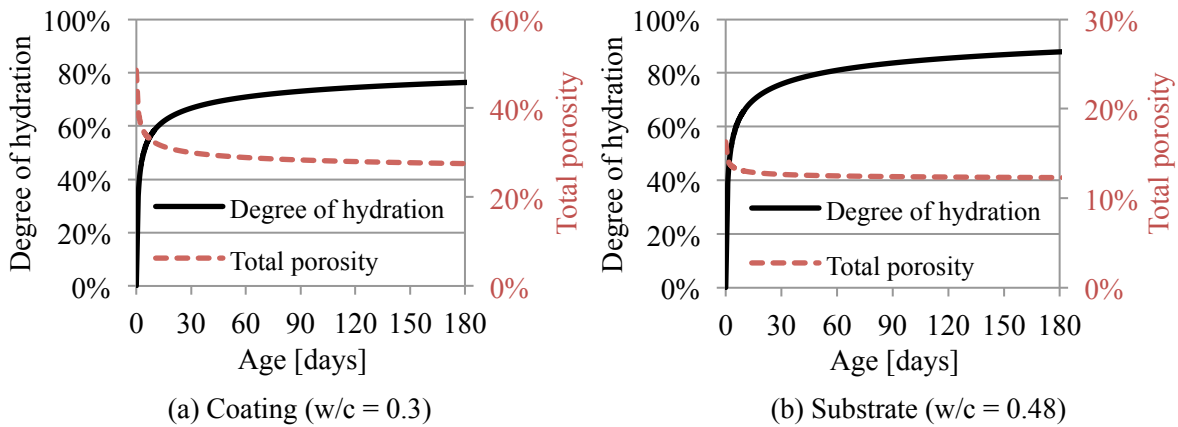 100%
80%
60%
40%
20%
0%
Degree of hydration
60%
40%
20%
0%
Total porosity
Degree of hydration
Total porosity
0 30 60 90 120 150 180
Age [days]
(a) Coating (w/c = 0.3)
100%
80%
60%
40%
20%
0%
Degree of hydration
30%
20%
10%
0%
Total porosity
Degree of hydration
Total porosity
0 30 60 90 120 150 180
Age [days]
(b) Substrate (w/c = 0.48)